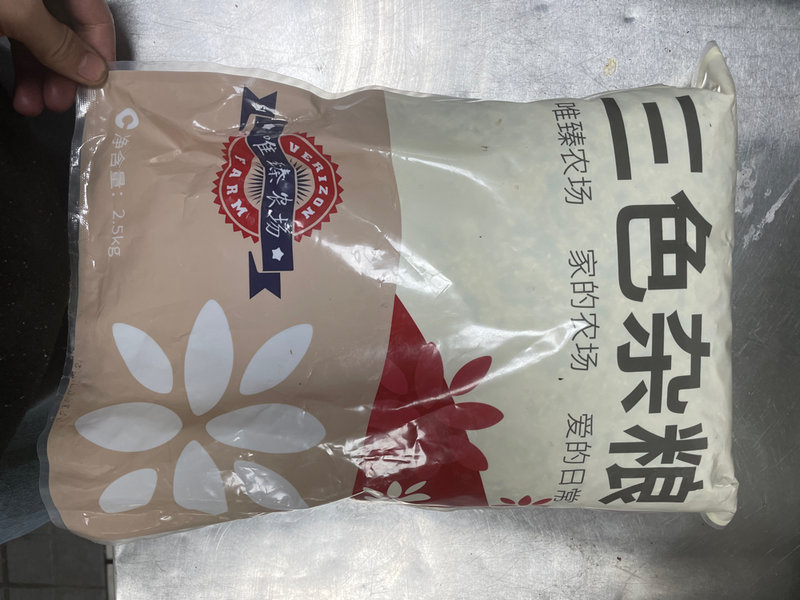 三色杂粮
唯臻农场 家的农场 爱的日常
VERIZON
唯臻农场
FARM
净含量：2.5kg